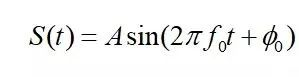 S(t) = A sin(2πf₀t + ϕ₀)